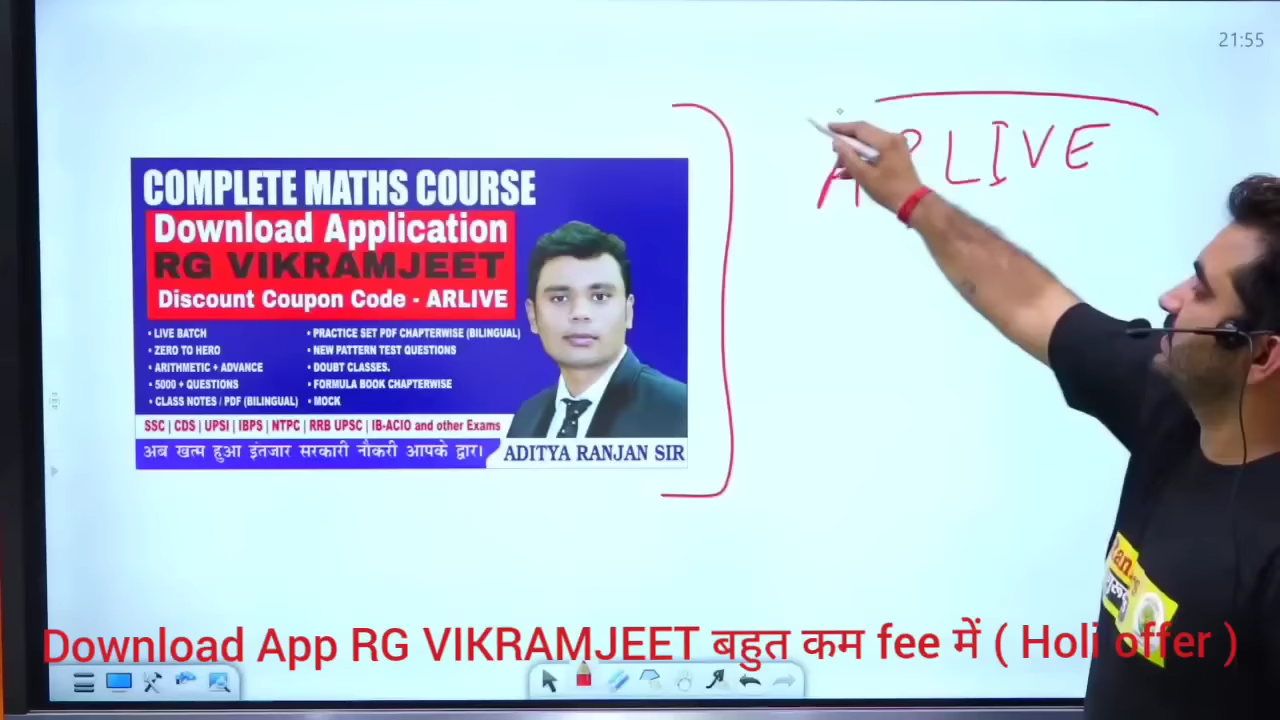 21:55
ARLIVE
COMPLETE MATHS COURSE
Download Application
RG VIKRAMJEET
Discount Coupon Code - ARLIVE
• LIVE BATCH
• ZERO TO HERO
• ARITHMETIC + ADVANCE
• 5000 + QUESTIONS
• CLASS NOTES / PDF (BILINGUAL)
• PRACTICE SET PDF CHAPTERWISE (BILINGUAL)
• NEW PATTERN TEST QUESTIONS
• DOUBT CLASSES.
• FORMULA BOOK CHAPTERWISE
• MOCK
SSC | CDS | UPSI | IBPS | NTPC | RRB UPSC | IB-ACIO and other Exams
अब खत्म हुआ इंतजार सरकारी नौकरी आपके द्वार।
ADITYA RANJAN SIR
Download App RG VIKRAMJEET बहुत कम fee में ( Holi offer )